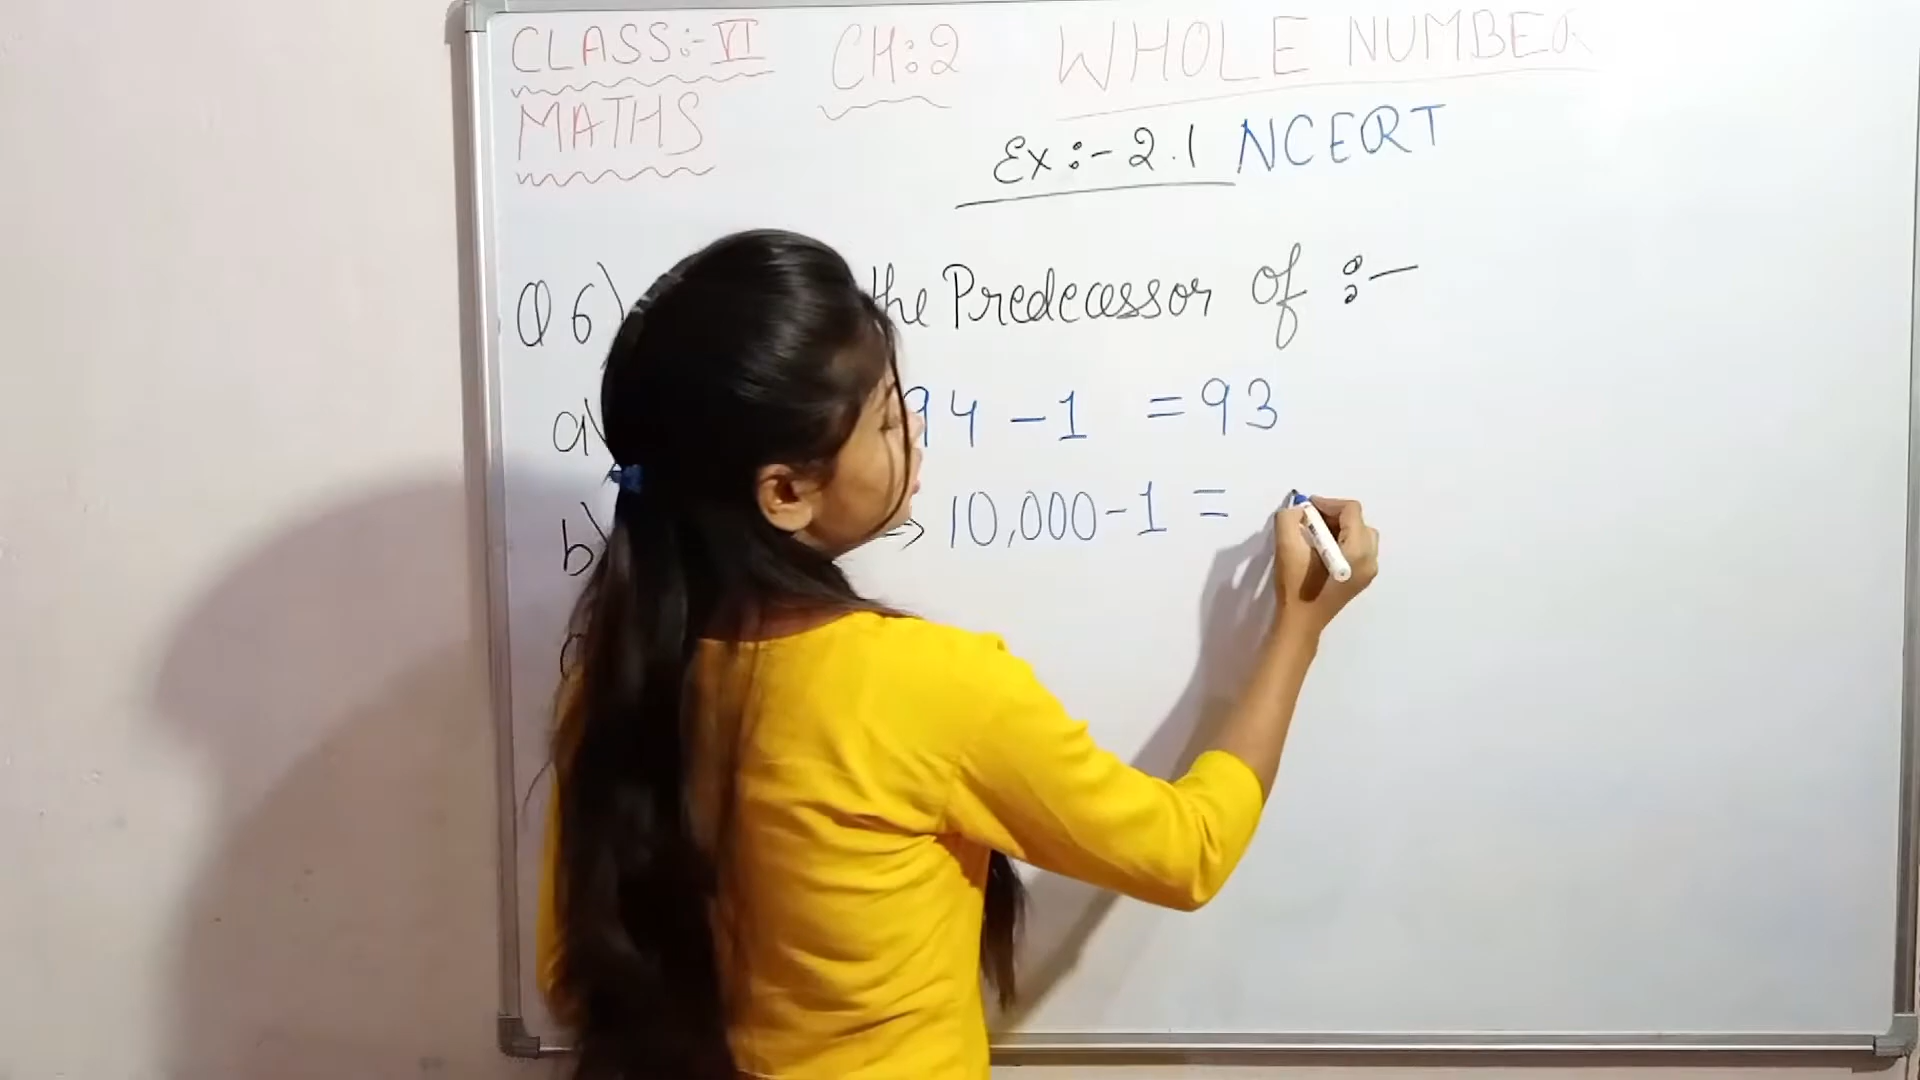 CLASS:-VI CH:2 WHOLE NUMBER
MATHS
Ex:-2.1 NCERT
Q6) the Predecessor of :-
a) 94 -1 = 93
b) → 10,000-1 =